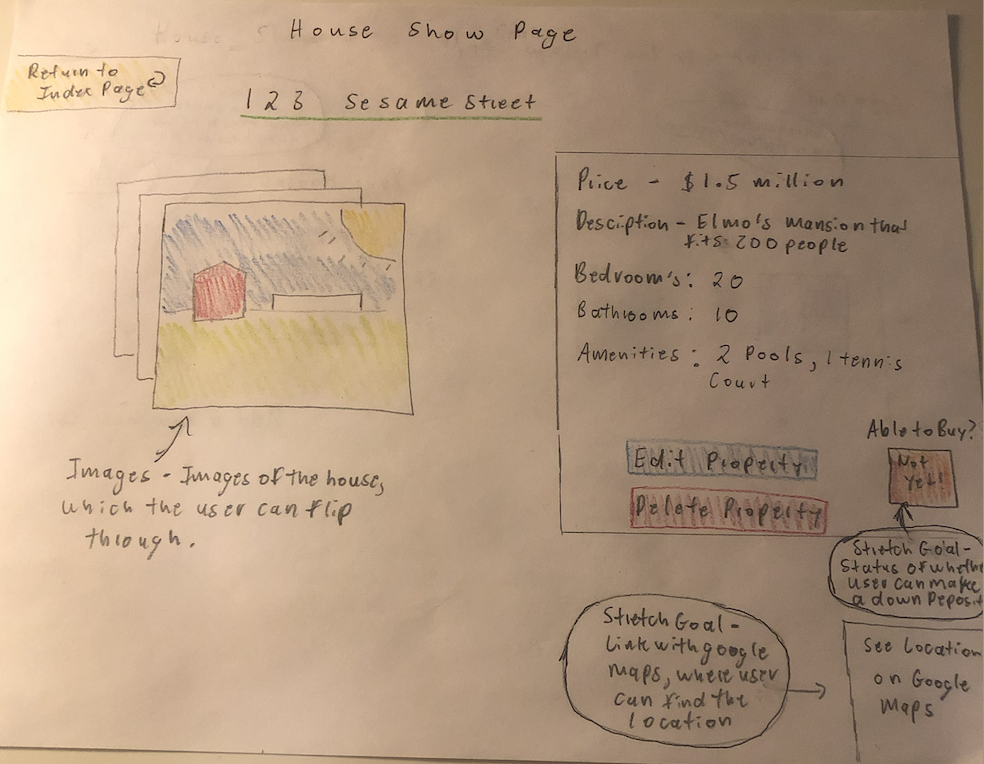 House Show Page
Return to
Index Page
123 Sesame Street
Price - $1.5 million
Desciption - Elmo's mansion that
fits 200 people
Bedroom's: 20
Bathrooms: 10
Amenities: 2 Pools, 1 tennis
Court
Able to Buy?
Edit Property
Not
Yet!
Delete Property
Images - Images of the house,
which the user can flip
through.
Stretch Goal -
Status of whethe
user can make
a down Deposit
Stretch Goal -
Link with google
maps, where user
can find the
location
See Location
on Google
Maps